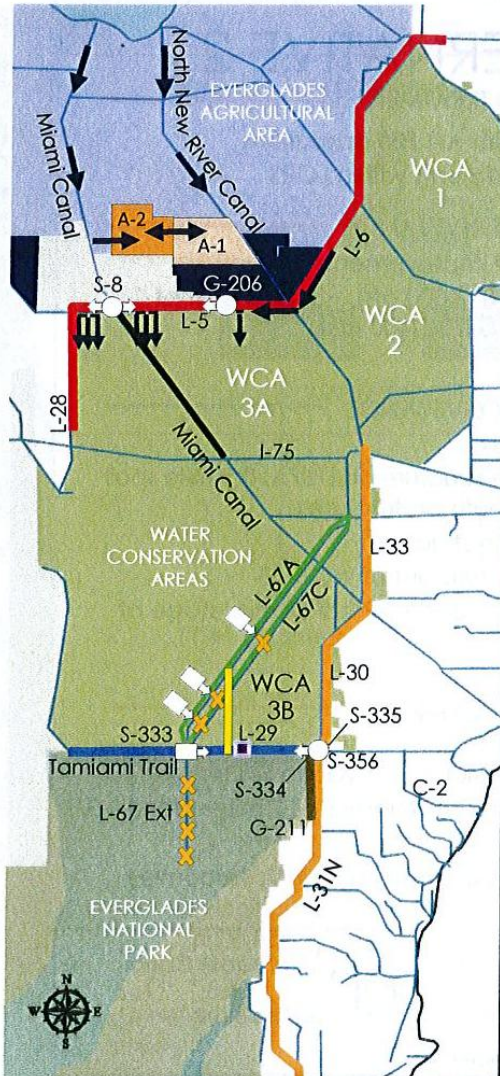 ER
North New River Canal
EVERGLADES
AGRICULTURAL
AREA
Miami Canal
WCA
1
A-2
A-1
L-6
S-8
G-206
L-5
WCA
2
WCA
3A
L-28
I-75
Miami Canal
WATER
CONSERVATION
AREAS
L-33
L-67A
L-67C
L-30
WCA
3B
S-333
L-29
S-335
Tamiami Trail
S-356
S-334
C-2
L-67 Ext
G-211
L-31N
EVERGLADES
NATIONAL
PARK
N
W
E
S